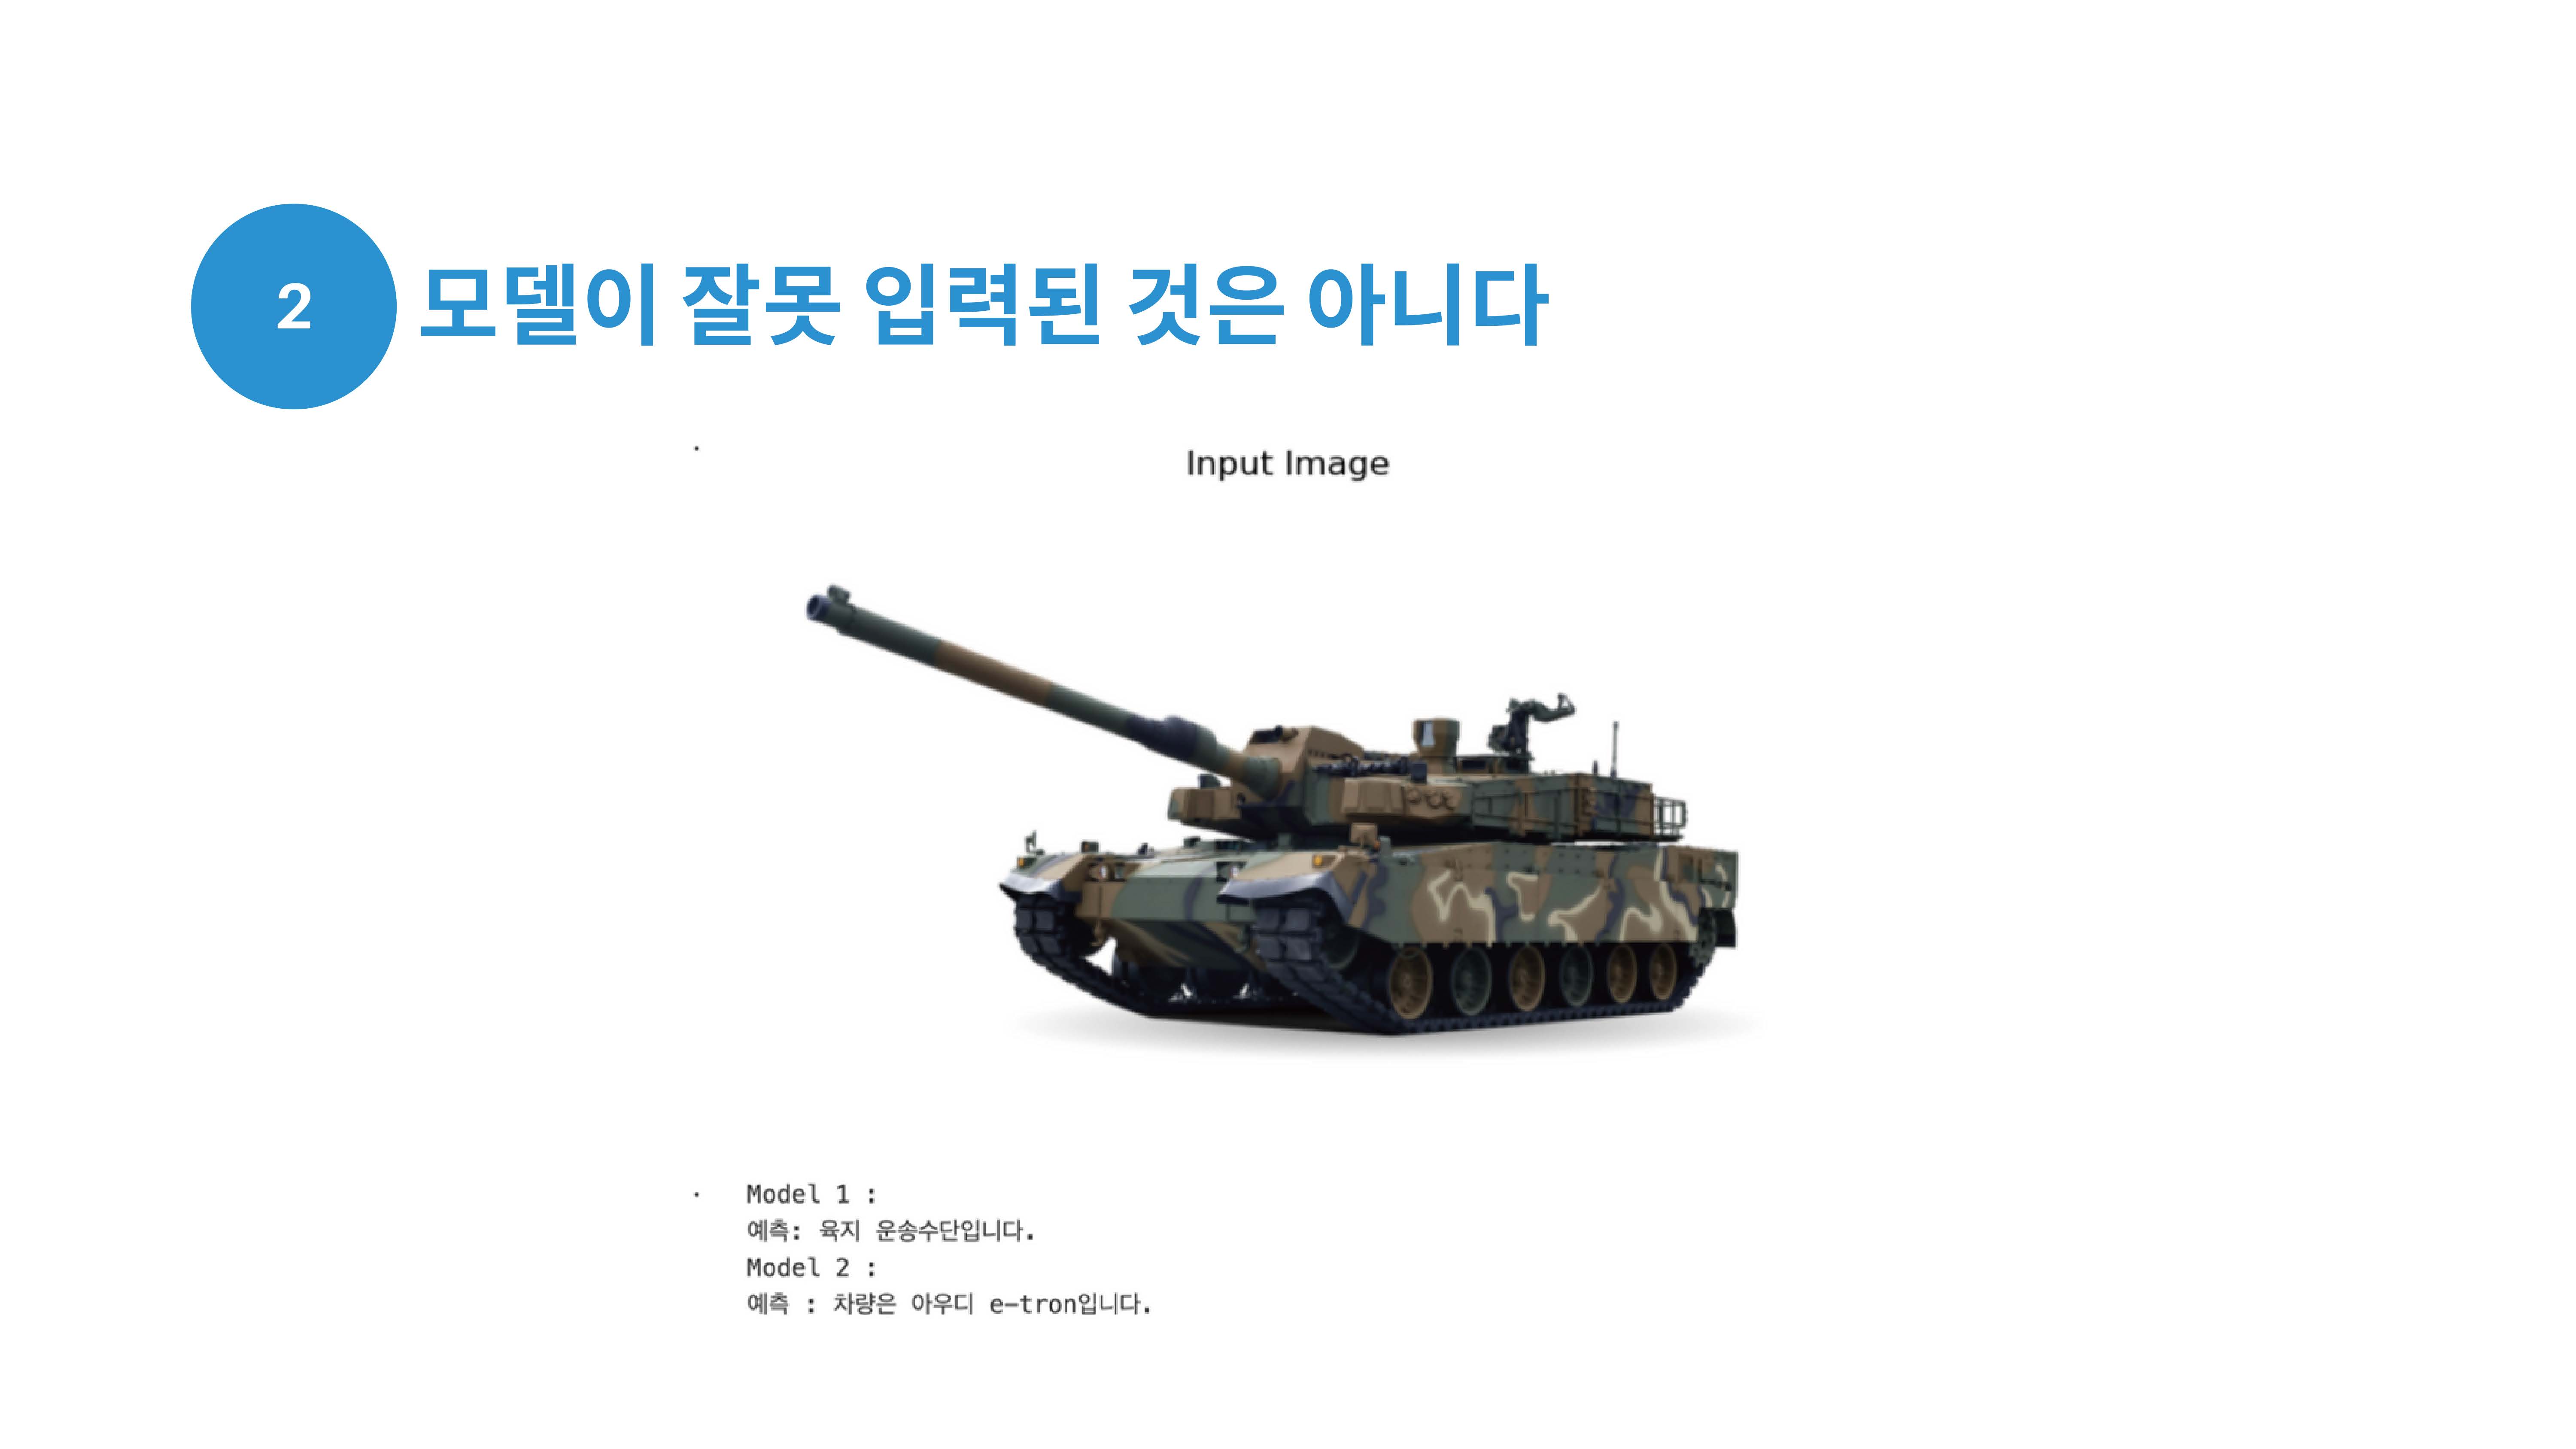 2
모델이 잘못 입력된 것은 아니다
Input Image
Model 1 :
예측: 육지 운송수단입니다.
Model 2 :
예측 : 차량은 아우디 e-tron입니다.